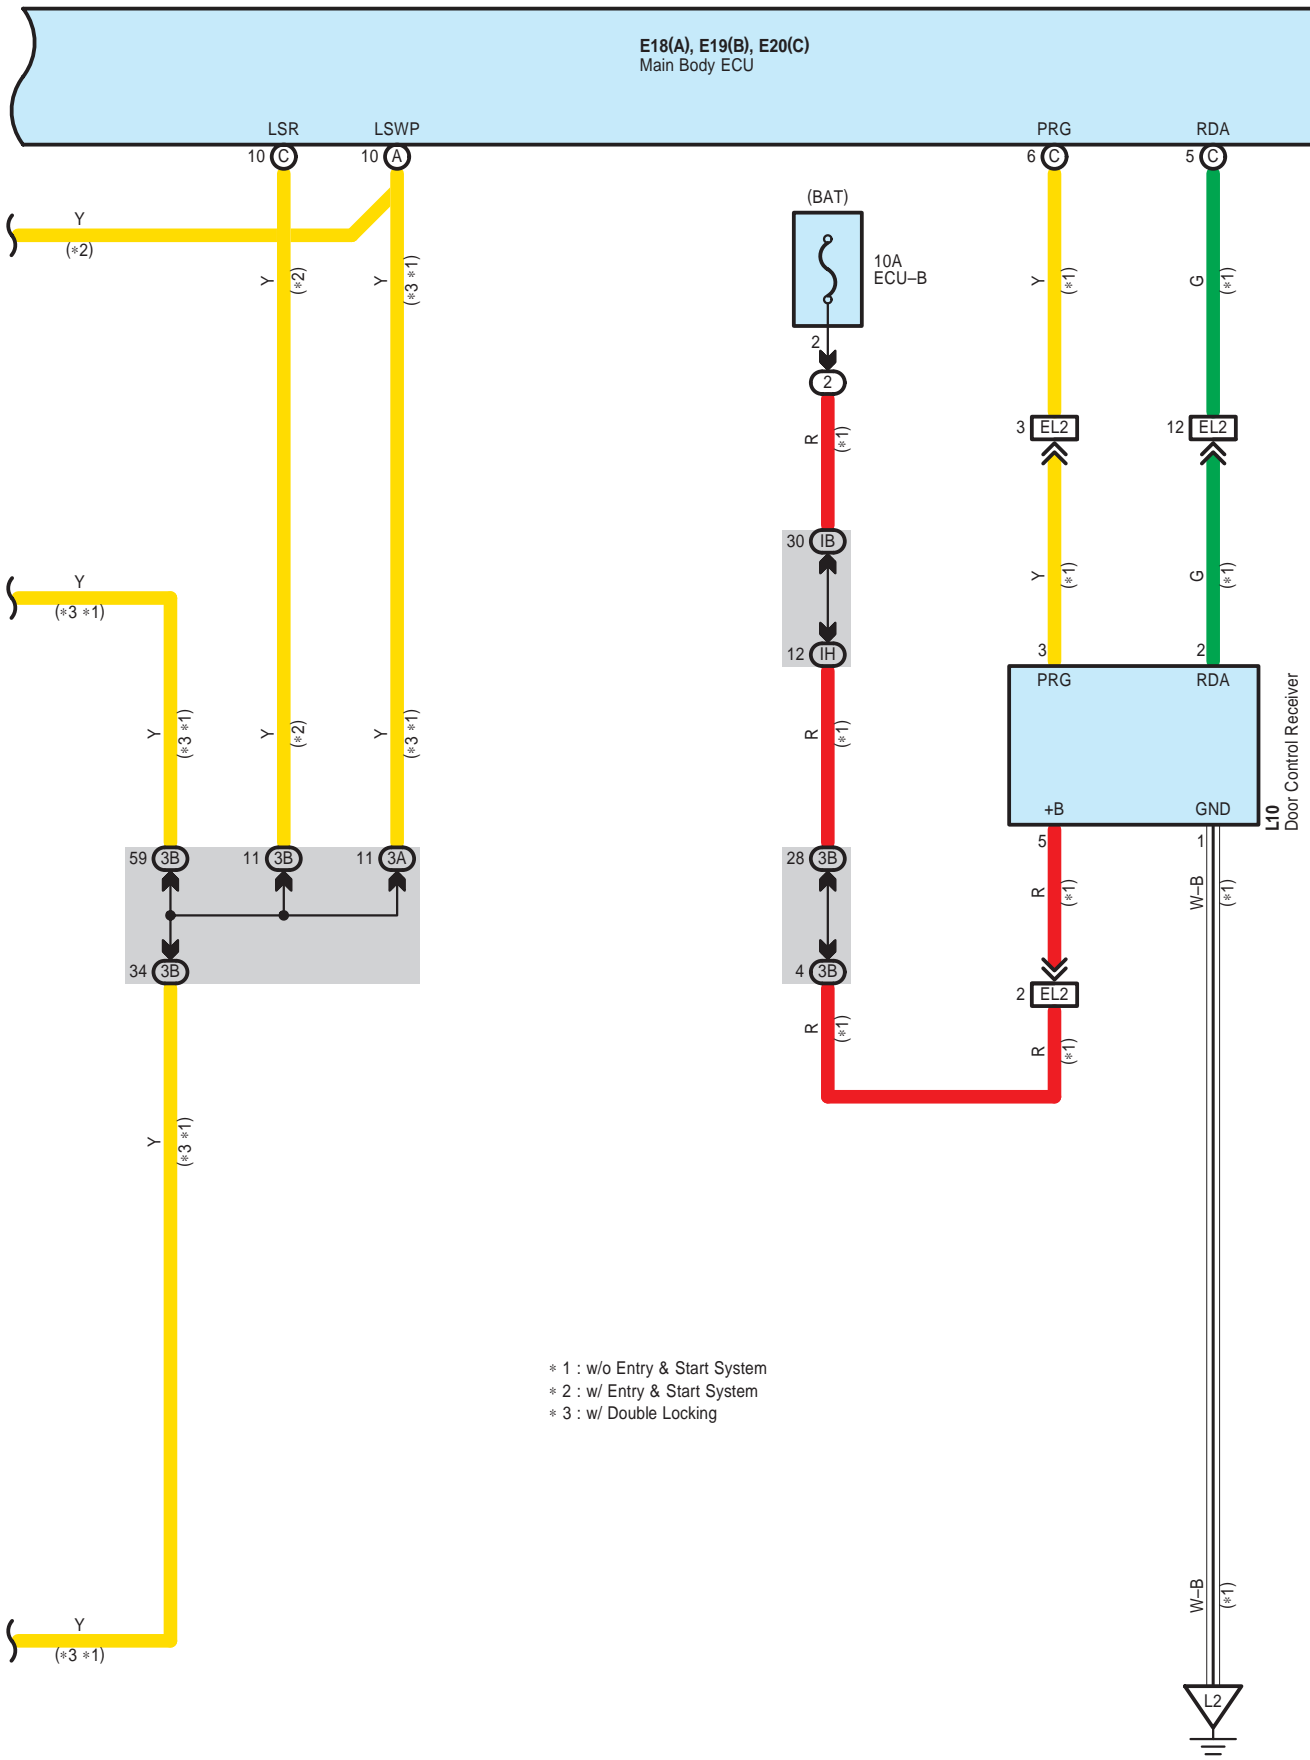 E18(A), E19(B), E20(C)
Main Body ECU
LSR LSWP PRG RDA
10 C 10 A 6 C 5 C
(BAT)
Y
(*2)
10A
ECU–B
Y (*2) Y (*3 *1) Y (*1) G (*1)
2
2
R (*1)
3 EL2 12 EL2
30 IB
Y
(*3 *1)
Y (*1) G (*1)
12 IH
3 2
PRG RDA
Y (*3 *1) Y (*2) Y (*3 *1) R (*1)
L10
Door Control Receiver
+B GND
5 1
59 3B 11 3B 11 3A 28 3B
R (*1) W–B (*1)
34 3B 4 3B
2 EL2
R (*1) R (*1)
Y (*3 *1)
* 1 : w/o Entry & Start System
* 2 : w/ Entry & Start System
* 3 : w/ Double Locking
W–B (*1)
Y
(*3 *1)
L2